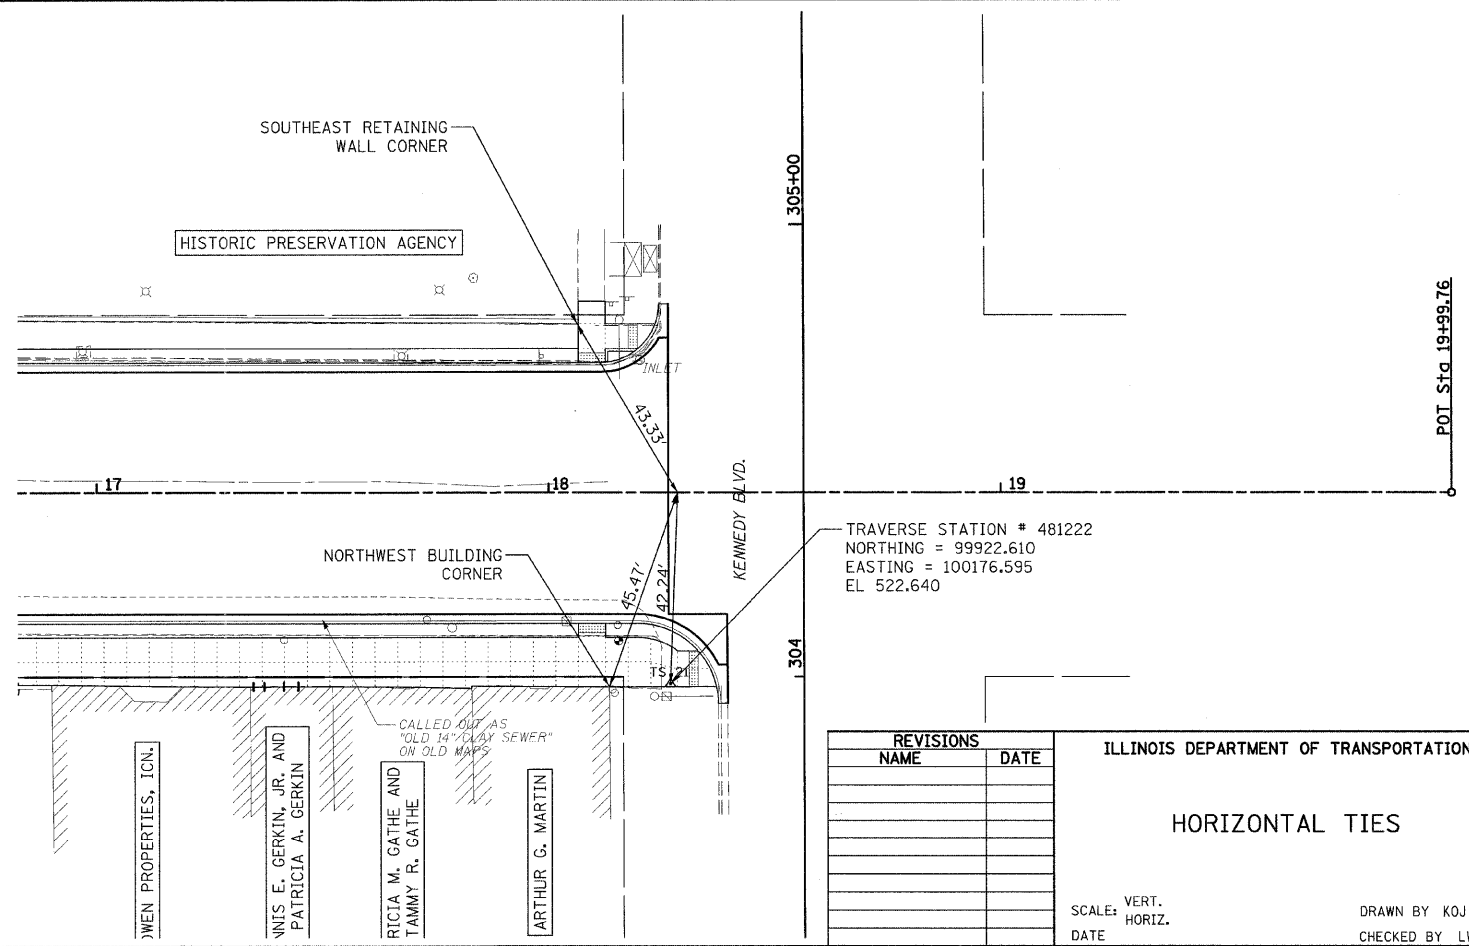 SOUTHEAST RETAINING
WALL CORNER
305+00
HISTORIC PRESERVATION AGENCY
INLET
POT Sta 19+99.76
43.33'
17
18
19
KENNEDY BLVD.
TRAVERSE STATION # 481222
NORTHING = 99922.610
EASTING = 100176.595
EL 522.640
NORTHWEST BUILDING
CORNER
45.47'
42.24'
304
TS 21
CALLED OUT AS
"OLD 14" CLAY SEWER"
ON OLD MAPS
OWEN PROPERTIES, ICN.
NNIS E. GERKIN, JR. AND
PATRICIA A. GERKIN
RICIA M. GATHE AND
TAMMY R. GATHE
ARTHUR G. MARTIN
REVISIONS
NAME DATE
ILLINOIS DEPARTMENT OF TRANSPORTATION
HORIZONTAL TIES
SCALE: VERT.
HORIZ.
DATE
DRAWN BY KOJ
CHECKED BY